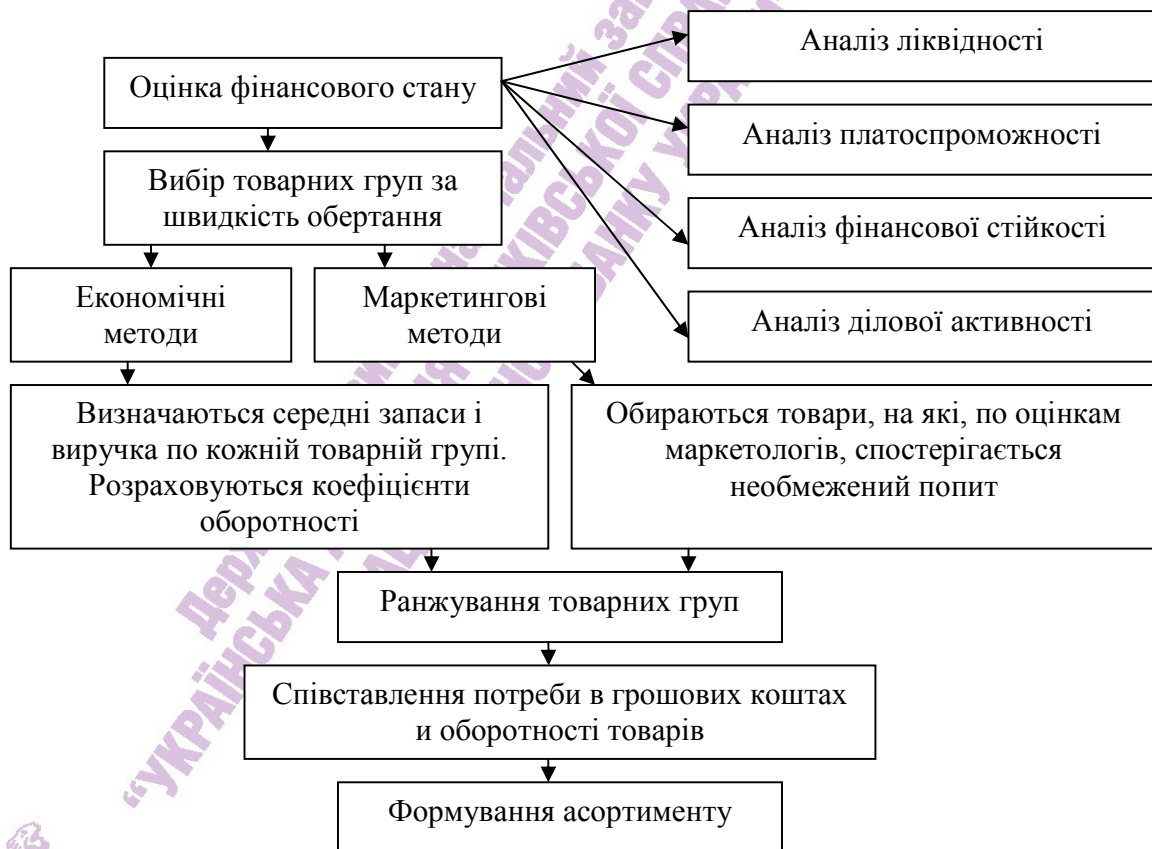 Аналіз ліквідності
Оцінка фінансового стану
Аналіз платоспроможності
Вибір товарних груп за
швидкість обертання
Аналіз фінансової стійкості
Економічні
методи
Маркетингові
методи
Аналіз ділової активності
Визначаються середні запаси і
виручка по кожній товарній групі.
Розраховуються коефіцієнти
оборотності
Обираються товари, на які, по оцінкам
маркетологів, спостерігається
необмежений попит
Ранжування товарних груп
Співставлення потреби в грошових коштах
и оборотності товарів
Формування асортименту